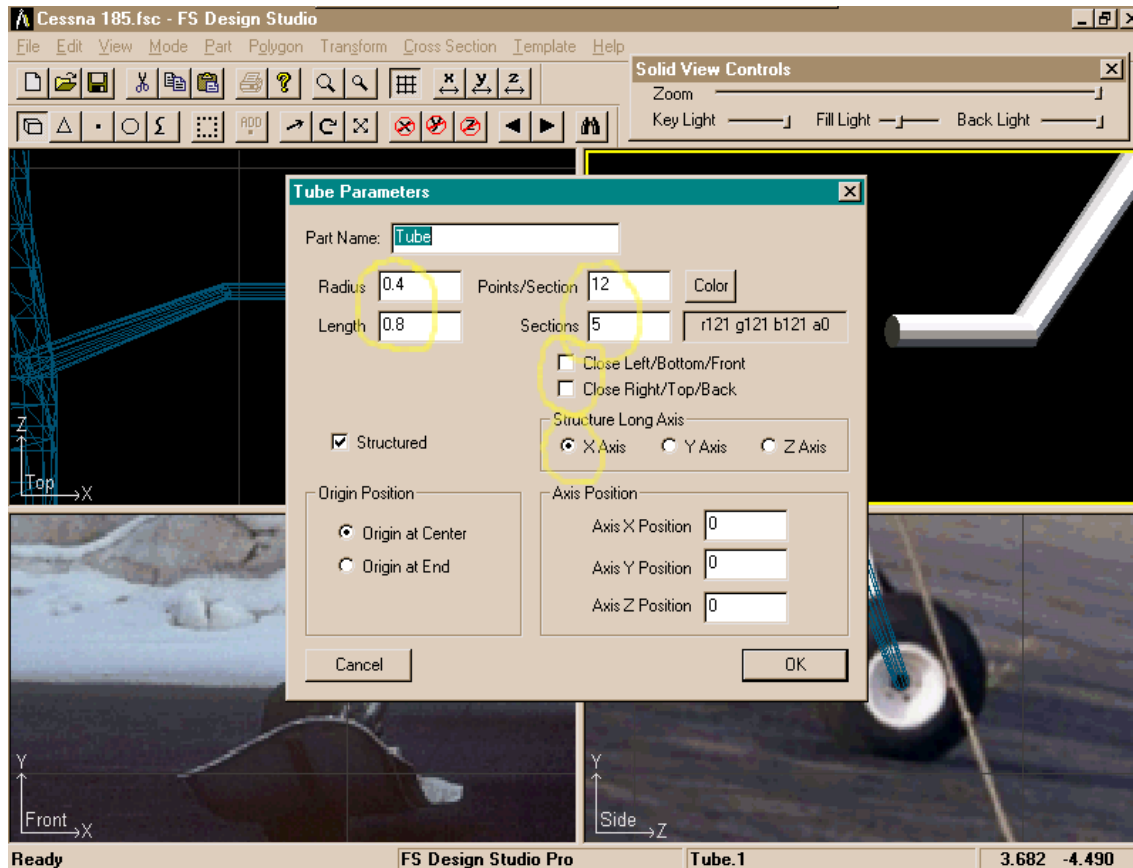 Cessna 185.fsc - FS Design Studio
File Edit View Mode Part Polygon Transform Cross Section Template Help
Solid View Controls
Zoom
Key Light Fill Light Back Light
x y z
ADD
X Y Z
Tube Parameters
Part Name: Tube
Radius 0.4 Points/Section 12 Color
Length 0.8 Sections 5 r121 g121 b121 a0
Close Left/Bottom/Front
Close Right/Top/Back
Structure Long Axis
Structured X Axis Y Axis Z Axis
Origin Position Axis Position
Origin at Center Axis X Position 0
Origin at End Axis Y Position 0
Axis Z Position 0
Cancel OK
Z
Top X
Y
Front X
Y
Side Z
Ready FS Design Studio Pro Tube.1 3.682 -4.490